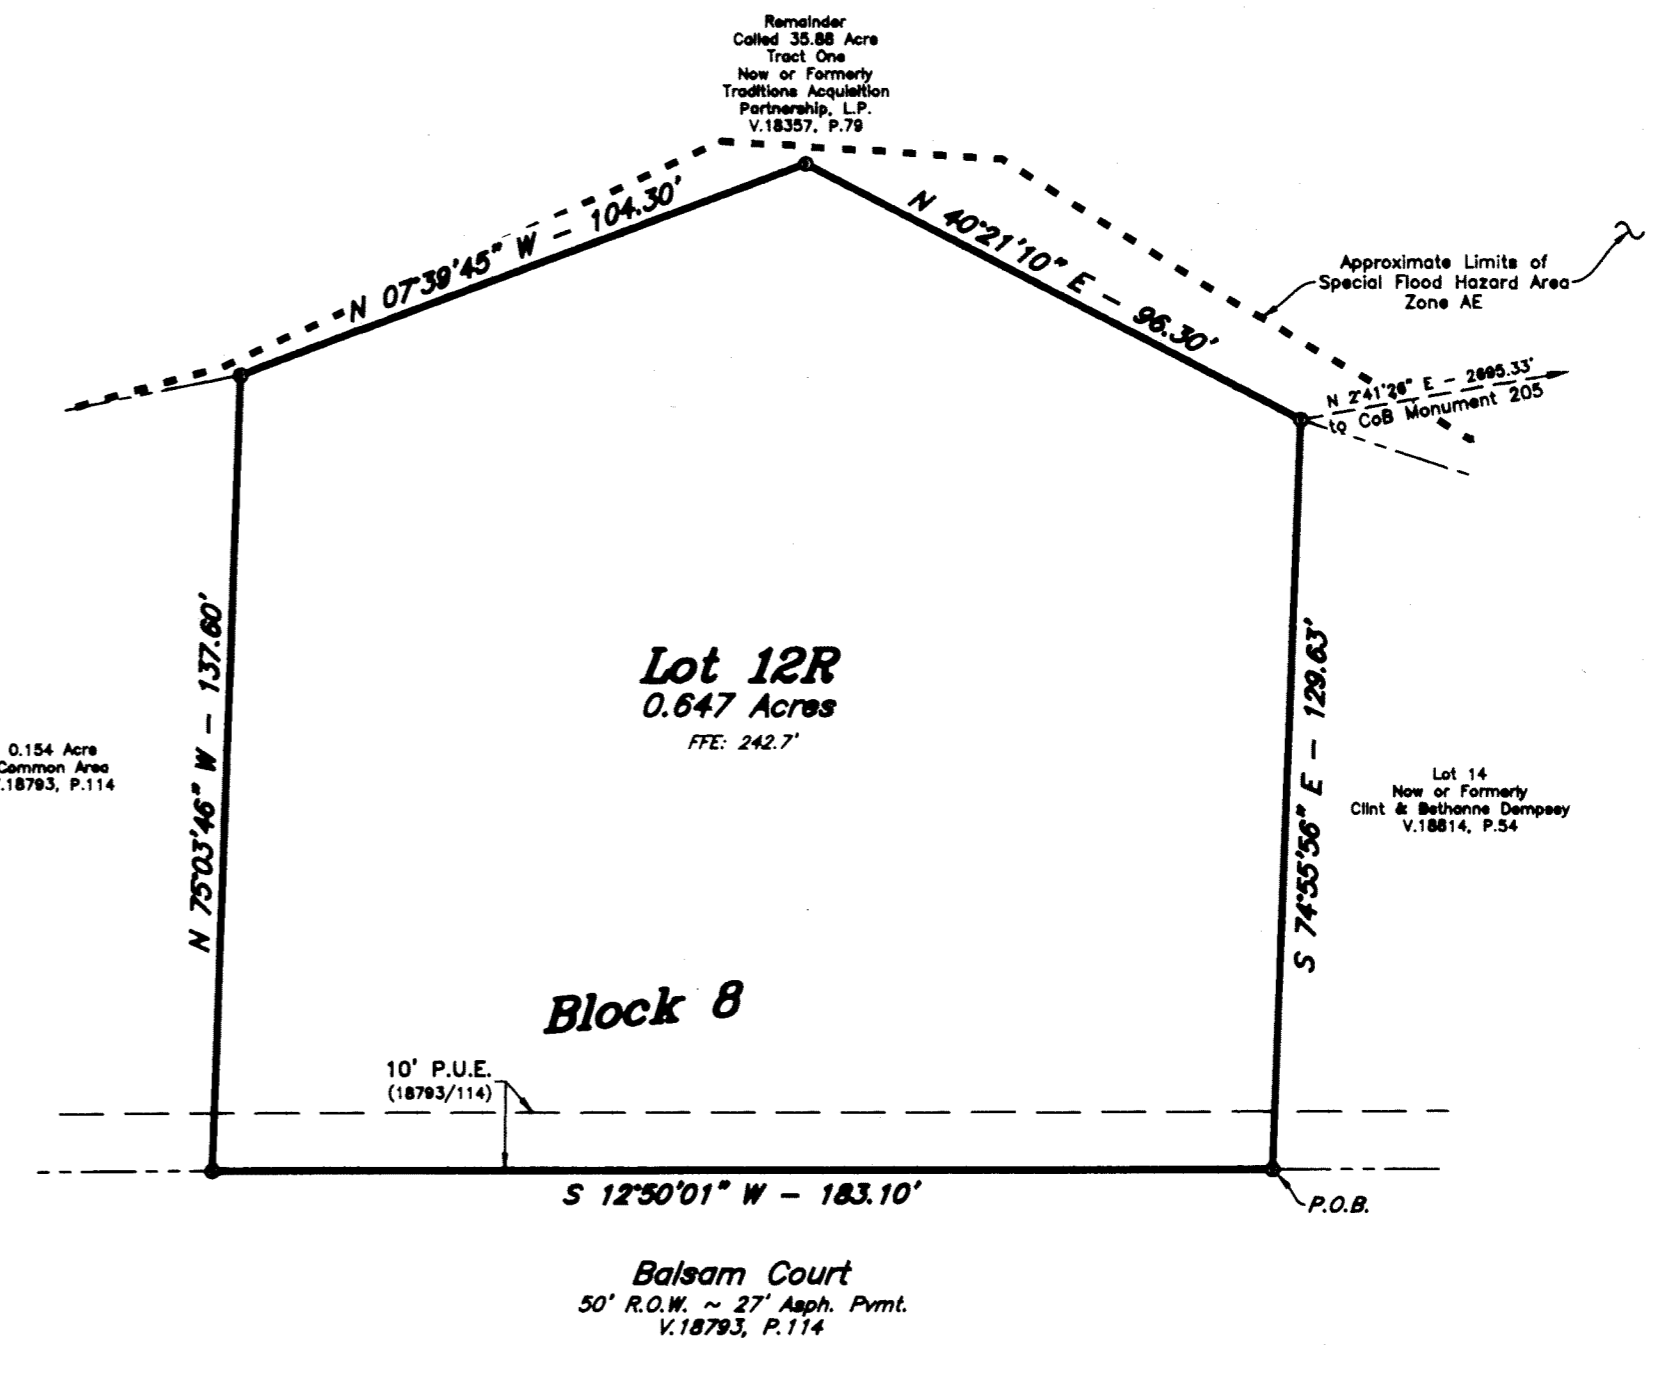 Remainder
Called 35.88 Acre
Tract One
Now or Formerly
Traditions Acquisition
Partnership, L.P.
V.18357, P.79
N 07°39'45" W - 104.30'
N 40°21'10" E - 96.30'
Approximate Limits of
Special Flood Hazard Area
Zone AE
N 2°41'26" E - 2695.33'
to CoB Monument 205
N 75°03'46" W - 137.60'
S 74°55'56" E - 129.63'
Lot 12R
0.647 Acres
FFE: 242.7'
0.154 Acre
Common Area
.18793, P.114
Lot 14
Now or Formerly
Clint & Bethanne Dempsey
V.18814, P.54
Block 8
10' P.U.E.
(18793/114)
S 12°50'01" W - 183.10'
P.O.B.
Balsam Court
50' R.O.W. ~ 27' Asph. Pvmt.
V.18793, P.114